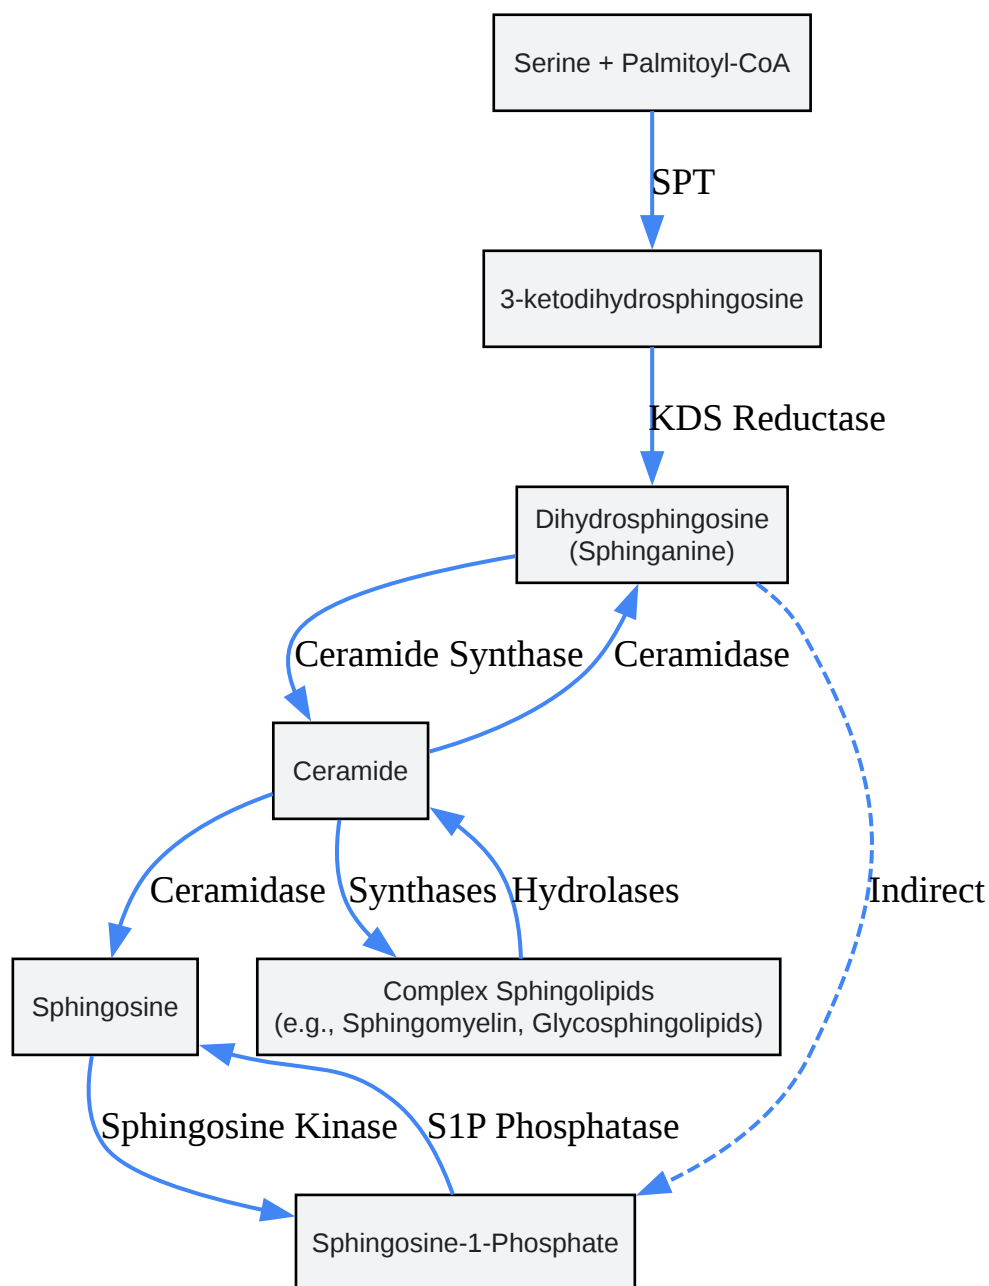 Serine + Palmitoyl-CoA
SPT
3-ketodihydrosphingosine
KDS Reductase
Dihydrosphingosine
(Sphinganine)
Ceramide Synthase
Ceramidase
Ceramide
Ceramidase
Synthases
Hydrolases
Indirect
Sphingosine
Complex Sphingolipids
(e.g., Sphingomyelin, Glycosphingolipids)
Sphingosine Kinase
S1P Phosphatase
Sphingosine-1-Phosphate